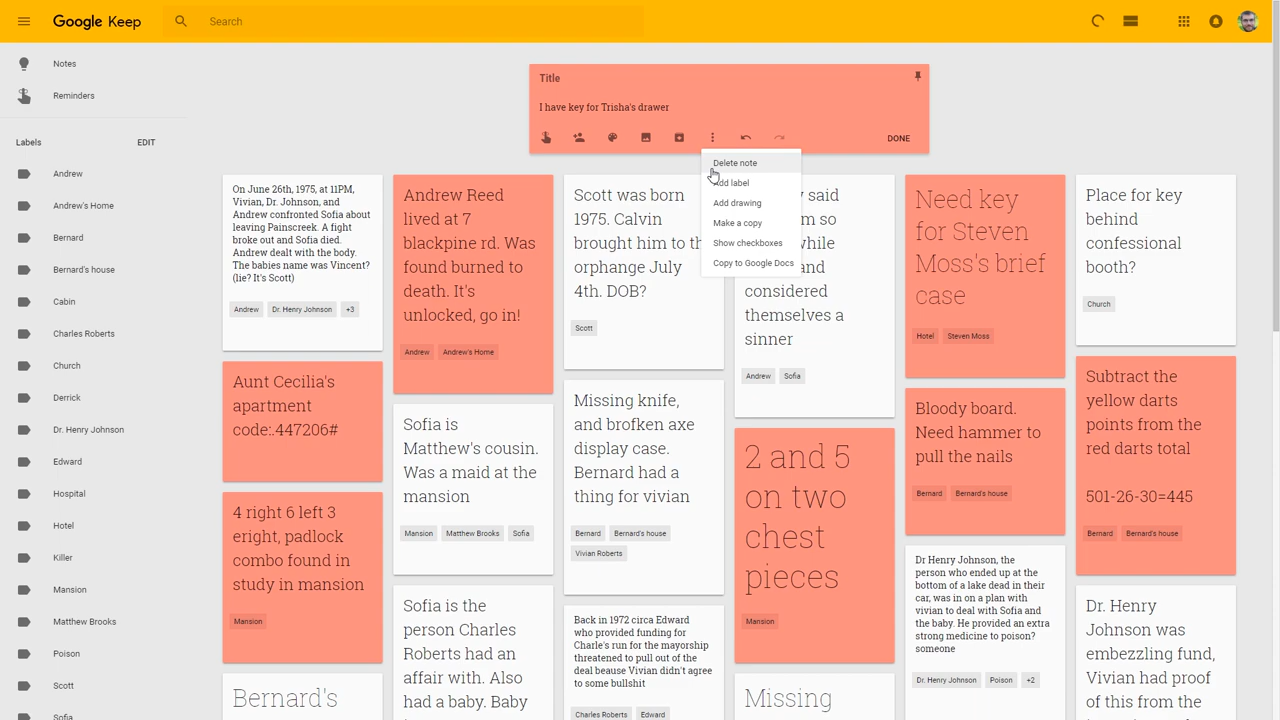 Google Keep
Search
Notes
Reminders
Labels
EDIT
Andrew
Andrew's Home
Bernard
Bernard's house
Cabin
Charles Roberts
Church
Derrick
Dr. Henry Johnson
Edward
Hospital
Hotel
Killer
Mansion
Matthew Brooks
Poison
Scott
Sofia
Title
I have key for Trisha's drawer
DONE
Delete note
Add label
Add drawing
Make a copy
Show checkboxes
Copy to Google Docs
On June 26th, 1975, at 11PM,
Vivian, Dr. Johnson, and
Andrew confronted Sofia about
leaving Painscreek. A fight
broke out and Sofia died.
Andrew dealt with the body.
The babies name was Vincent?
(lie? It's Scott)
Andrew
Dr. Henry Johnson
+3
Aunt Cecilia's
apartment
code:.447206#
4 right 6 left 3
eright, padlock
combo found in
study in mansion
Mansion
Andrew Reed
lived at 7
blackpine rd. Was
found burned to
death. It's
unlocked, go in!
Andrew
Andrew's Home
Sofia is
Matthew's cousin.
Was a maid at the
mansion
Mansion
Matthew Brooks
Sofia
Sofia is the
person Charles
Roberts had an
affair with. Also
had a baby. Baby
Bernard's
Scott was born
1975. Calvin
brought him to th
orphange July
4th. DOB?
Scott
Missing knife,
and brofken axe
display case.
Bernard had a
thing for vivian
Bernard
Bernard's house
Vivian Roberts
Back in 1972 circa Edward
who provided funding for
Charle's run for the mayorship
threatened to pull out of the
deal beause Vivian didn't agree
to some bullshit
Charles Roberts
Edward
said
m so
while
and
considered
themselves a
sinner
Andrew
Sofia
2 and 5
on two
chest
pieces
Mansion
Missing
Need key
for Steven
Moss's brief
case
Hotel
Steven Moss
Bloody board.
Need hammer to
pull the nails
Bernard
Bernard's house
Dr Henry Johnson, the
person who ended up at the
bottom of a lake dead in their
car, was in on a plan with
vivian to deal with Sofia and
the baby. He provided an extra
strong medicine to poison?
someone
Dr. Henry Johnson
Poison
+2
Place for key
behind
confessional
booth?
Church
Subtract the
yellow darts
points from the
red darts total
501-26-30=445
Bernard
Bernard's house
Dr. Henry
Johnson was
embezzling fund,
Vivian had proof
of this from the